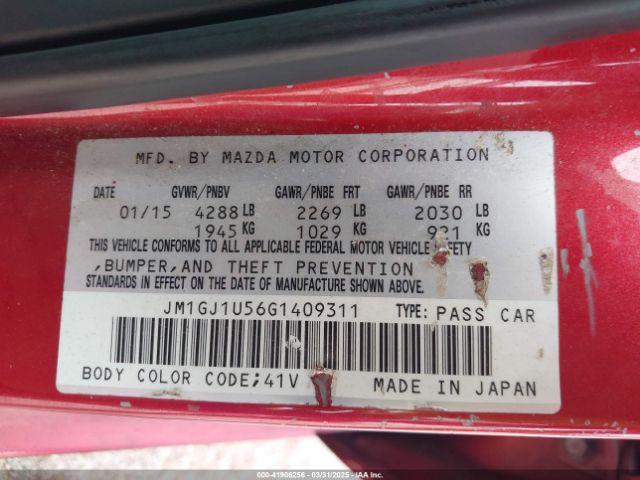 MFD. BY MAZDA MOTOR CORPORATION
DATE GVWR/PNBV GAWR/PNBE FRT GAWR/PNBE RR
01/15 4288 LB 2269 LB 2030 LB
1945 KG 1029 KG 921 KG
THIS VEHICLE CONFORMS TO ALL APPLICABLE FEDERAL MOTOR VEHICLE SAFETY
,BUMPER,AND THEFT PREVENTION
STANDARDS IN EFFECT ON THE DATE OF MANUFACTURE SHOWN ABOVE.
JM1GJ1U56G1409311 TYPE: PASS CAR
BODY COLOR CODE;41V MADE IN JAPAN
000-41906256 - 03/31/2025 - IAA Inc.